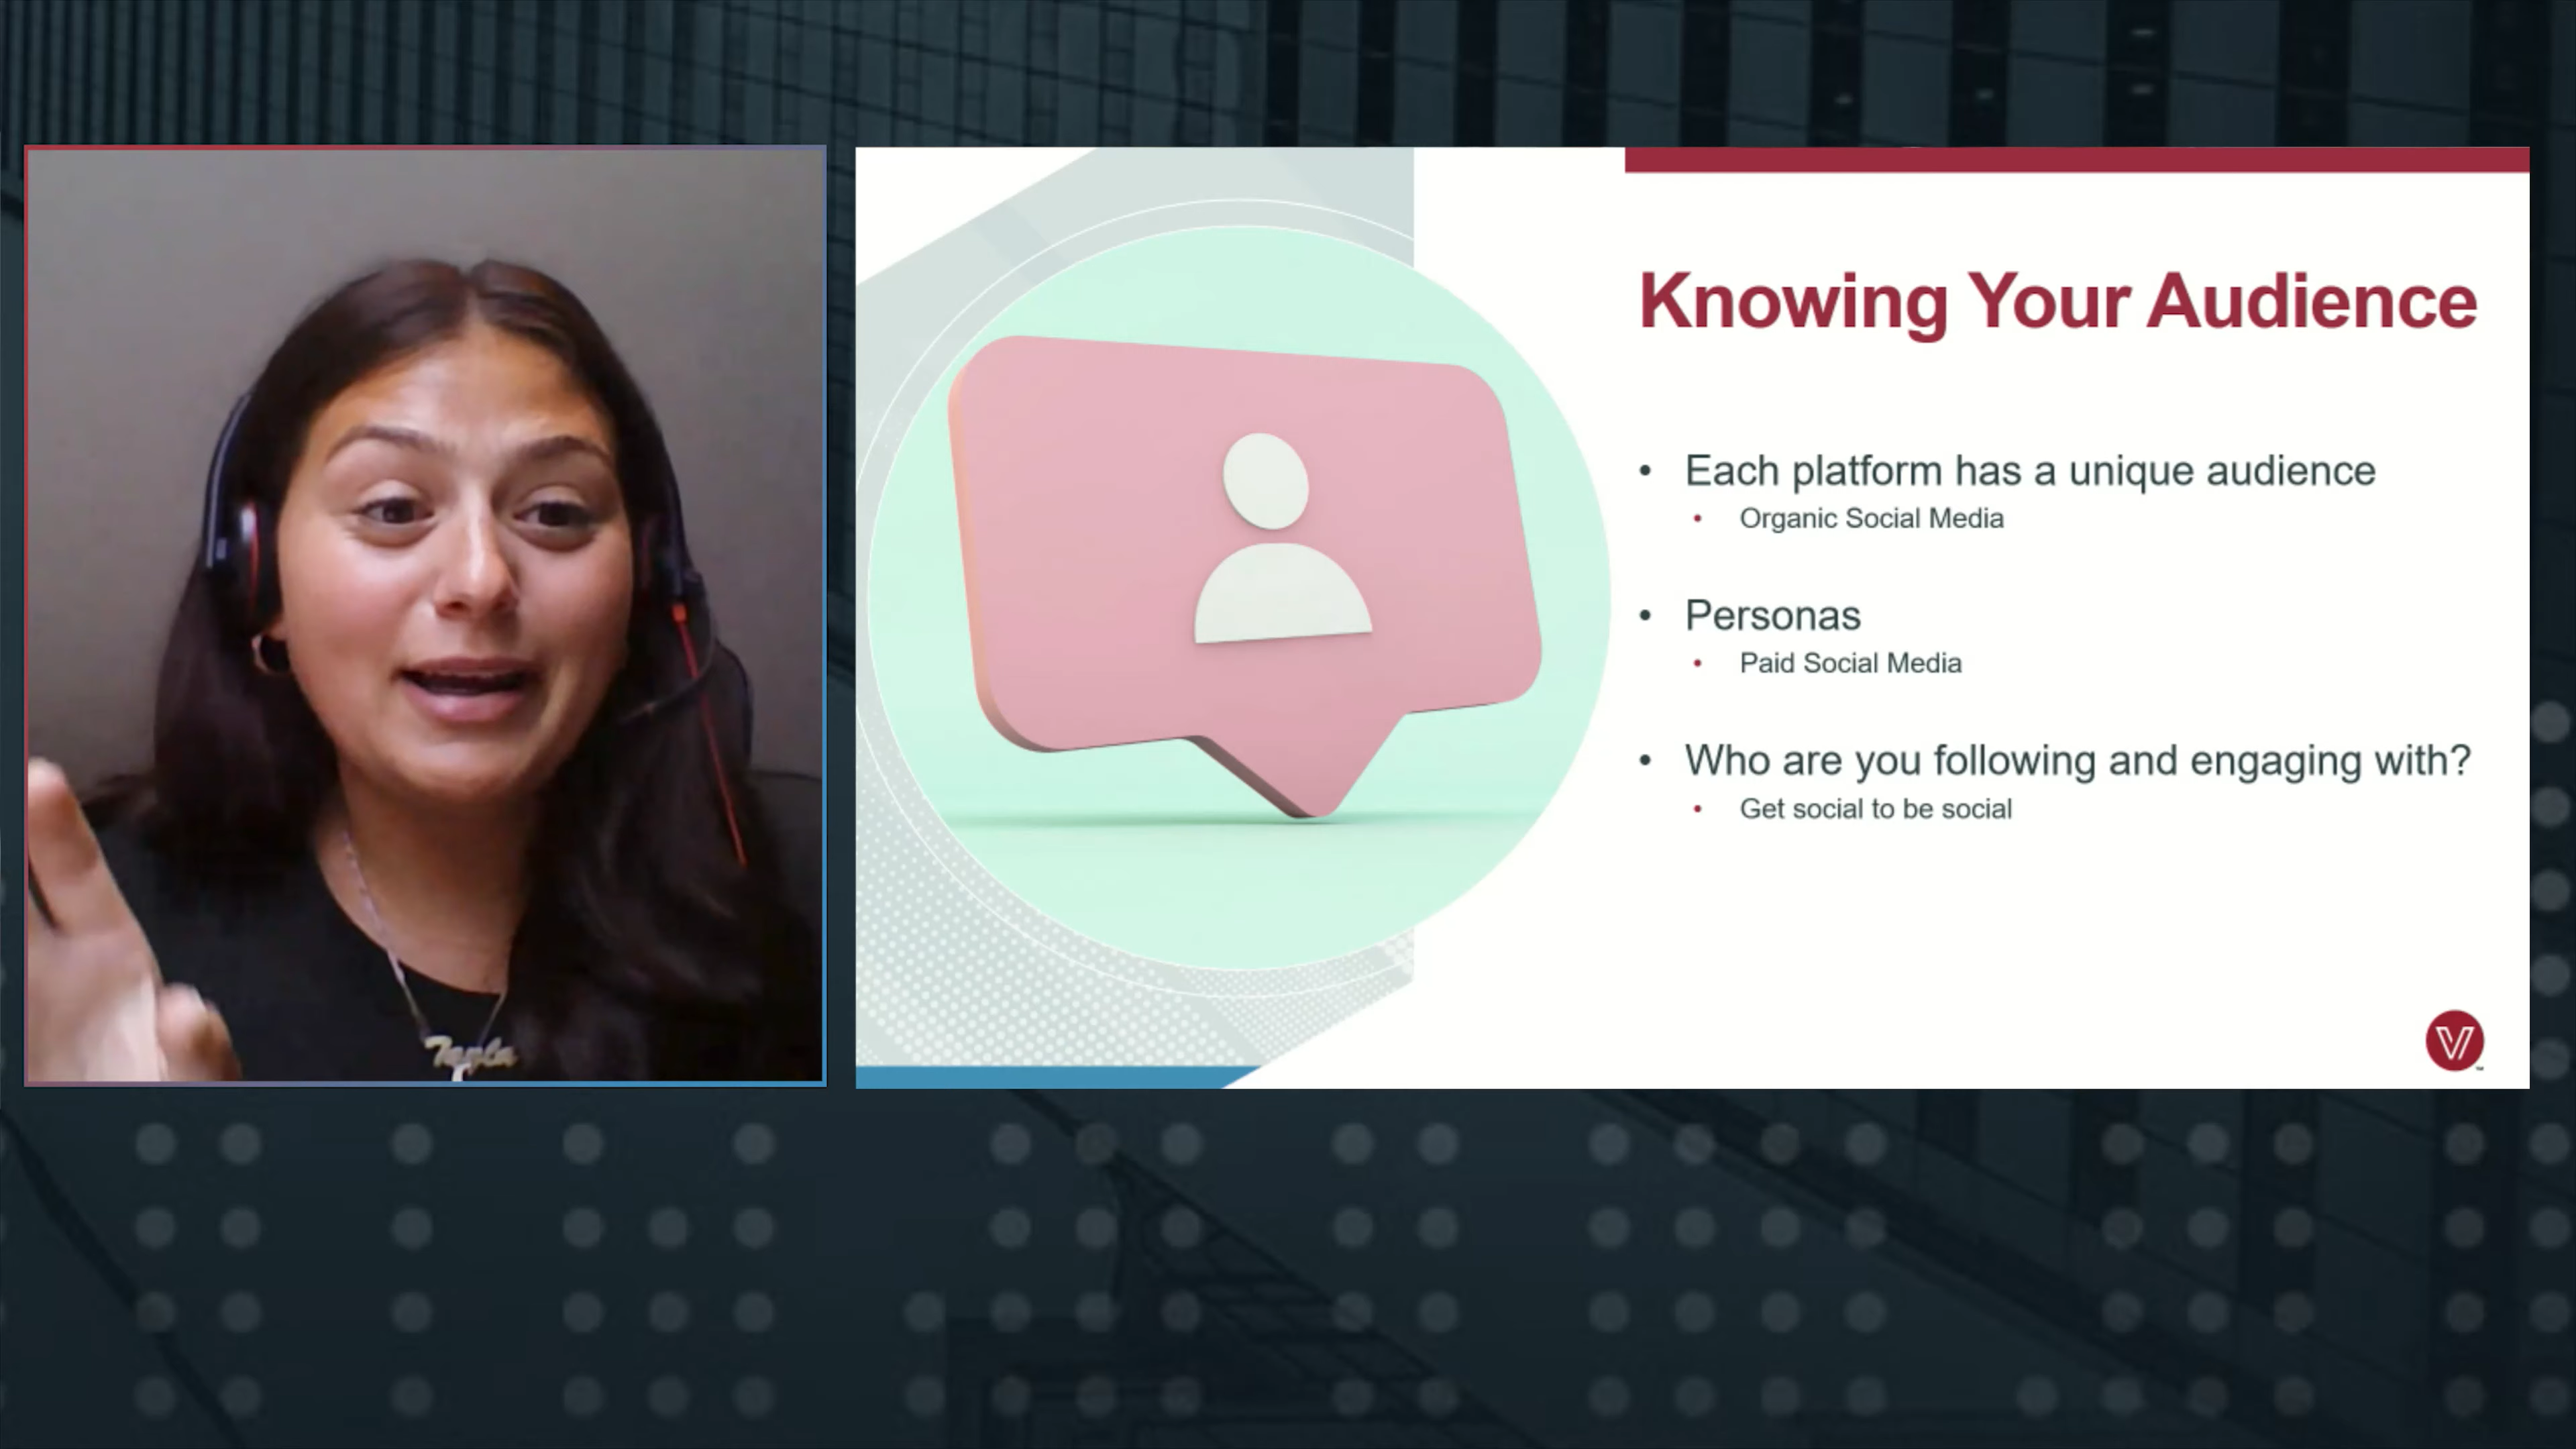 Knowing Your Audience
• Each platform has a unique audience
• Organic Social Media
• Personas
• Paid Social Media
• Who are you following and engaging with?
• Get social to be social
V